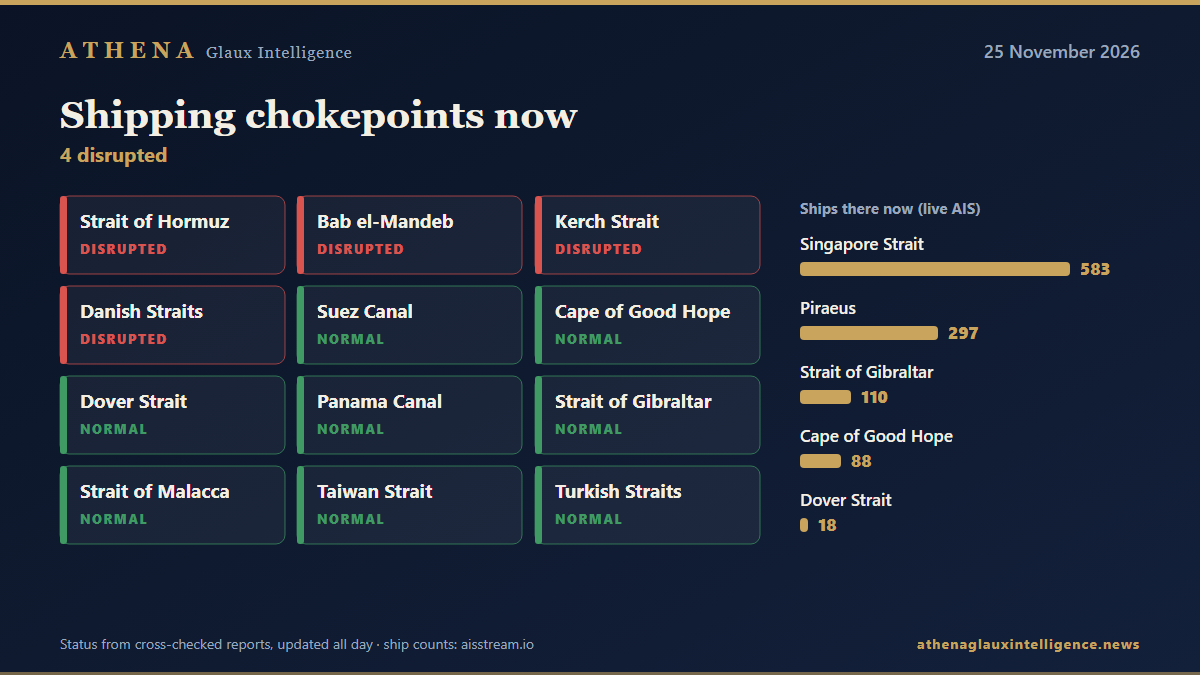 ATHENA Glaux Intelligence
25 November 2026
Shipping chokepoints now
4 disrupted
Strait of Hormuz
DISRUPTED
Bab el-Mandeb
DISRUPTED
Kerch Strait
DISRUPTED
Danish Straits
DISRUPTED
Suez Canal
NORMAL
Cape of Good Hope
NORMAL
Dover Strait
NORMAL
Panama Canal
NORMAL
Strait of Gibraltar
NORMAL
Strait of Malacca
NORMAL
Taiwan Strait
NORMAL
Turkish Straits
NORMAL
Ships there now (live AIS)
Singapore Strait
583
Piraeus
297
Strait of Gibraltar
110
Cape of Good Hope
88
Dover Strait
18
Status from cross-checked reports, updated all day · ship counts: aisstream.io
athenaglauxintelligence.news